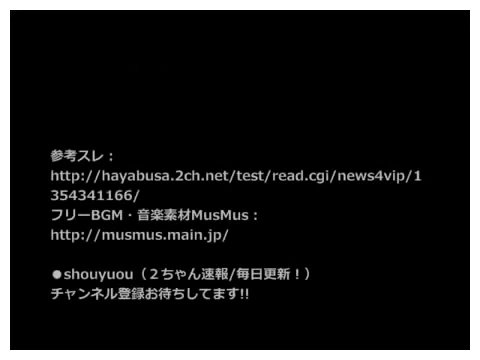 参考スレ：
http://hayabusa.2ch.net/test/read.cgi/news4vip/1
354341166/
フリーBGM・音楽素材MusMus：
http://musmus.main.jp/
●shouyuou（２ちゃん速報/毎日更新！）
チャンネル登録お待ちしてます!!